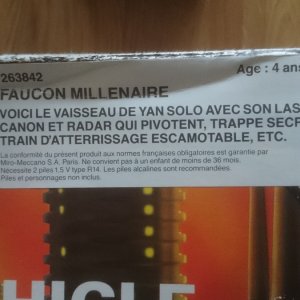 263842
Age : 4 ans
FAUCON MILLENAIRE
VOICI LE VAISSEAU DE YAN SOLO AVEC SON LAS
CANON ET RADAR QUI PIVOTENT, TRAPPE SECR
TRAIN D'ATTERRISSAGE ESCAMOTABLE, ETC.
La conformité du présent produit aux normes françaises obligatoires est garantie par
Miro-Meccano S.A. Paris. Ne convient pas à un enfant de moins de 36 mois.
Nécessite 2 piles 1,5 V type R14. Les piles alcalines sont recommandées.
Piles et personnages non inclus.
HICLE